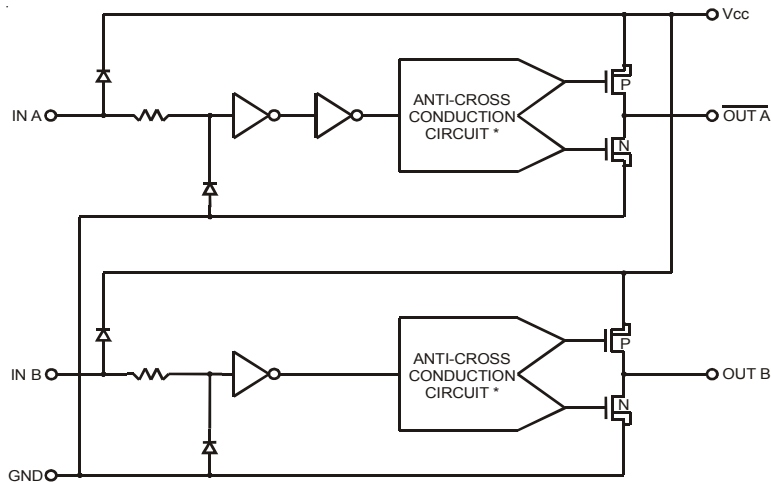 Vcc
ANTI-CROSS
CONDUCTION
CIRCUIT *
P
IN A
OUT A
N
ANTI-CROSS
CONDUCTION
CIRCUIT *
P
IN B
OUT B
N
GND